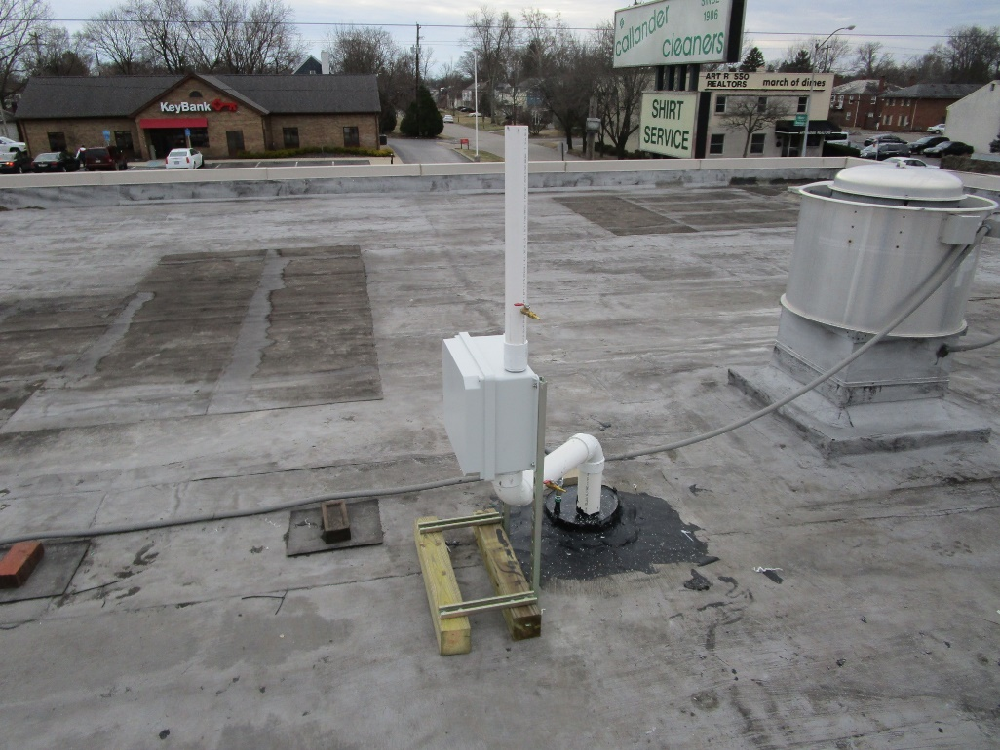 SINCE
1906
callander
cleaners
KeyBank
ART R SSO
REALTORS
march of dimes
SHIRT
SERVICE